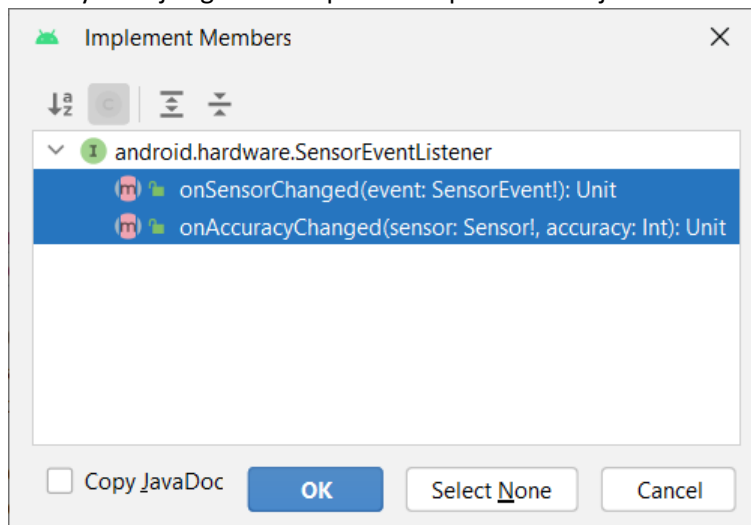 Implement Members
android.hardware.SensorEventListener
onSensorChanged(event: SensorEvent!): Unit
onAccuracyChanged(sensor: Sensor!, accuracy: Int): Unit
Copy JavaDoc
OK
Select None
Cancel